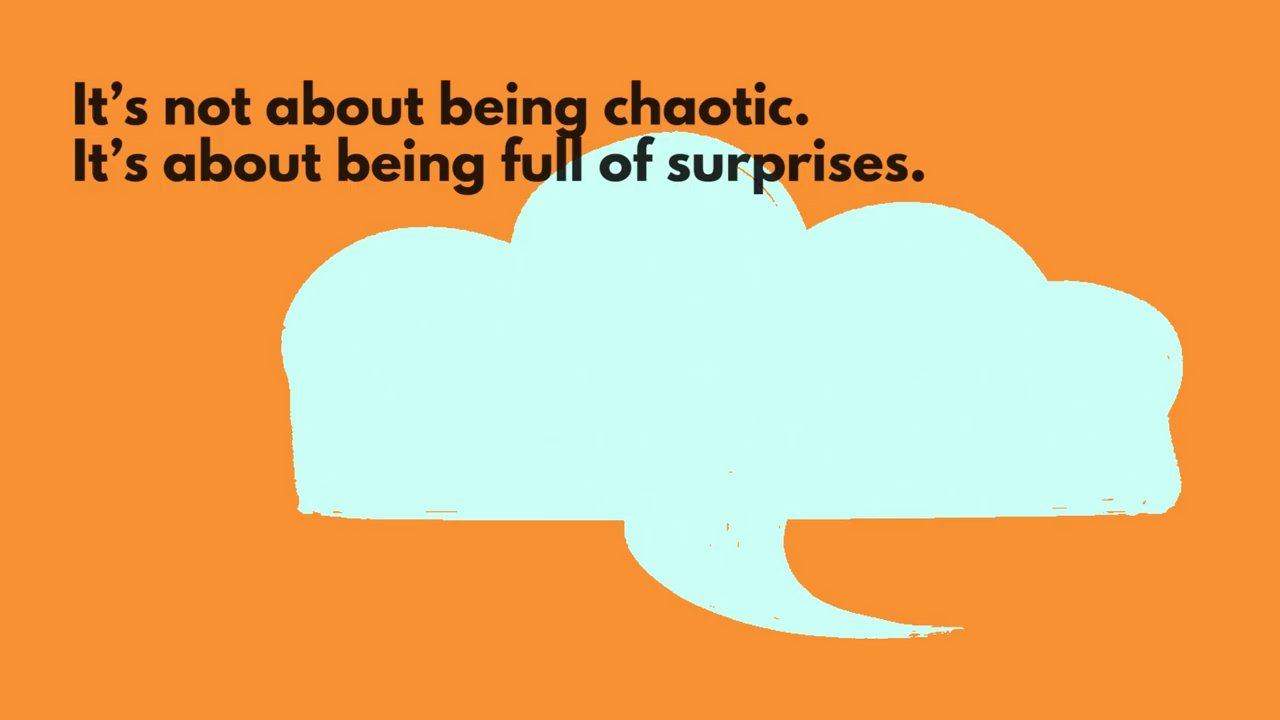 It’s not about being chaotic.
It’s about being full of surprises.